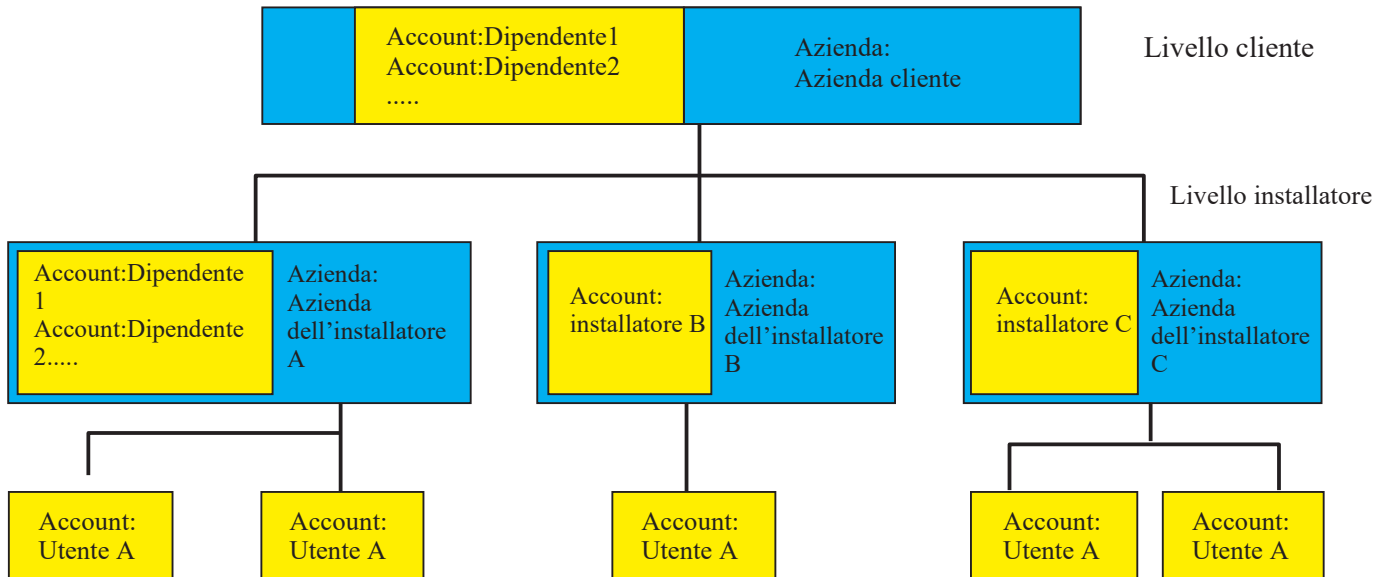 Account:Dipendente1
Account:Dipendente2
.....
Azienda:
Azienda cliente
Livello cliente
Livello installatore
Account:Dipendente
1
Account:Dipendente
2.....
Azienda:
Azienda
dell’installatore
A
Account:
installatore B
Azienda:
Azienda
dell’installatore
B
Account:
installatore C
Azienda:
Azienda
dell’installatore
C
Account:
Utente A
Account:
Utente A
Account:
Utente A
Account:
Utente A
Account:
Utente A